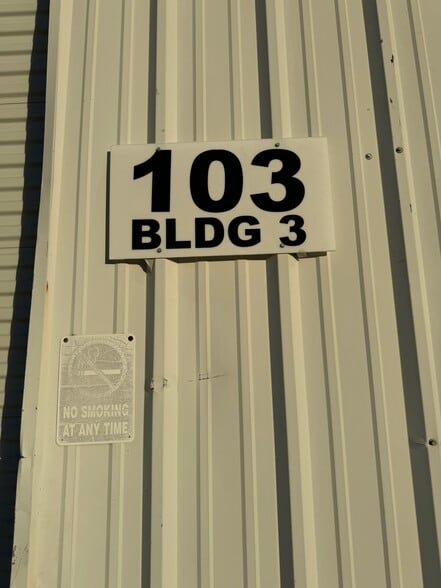 103
BLDG 3
NO SMOKING
AT ANY TIME